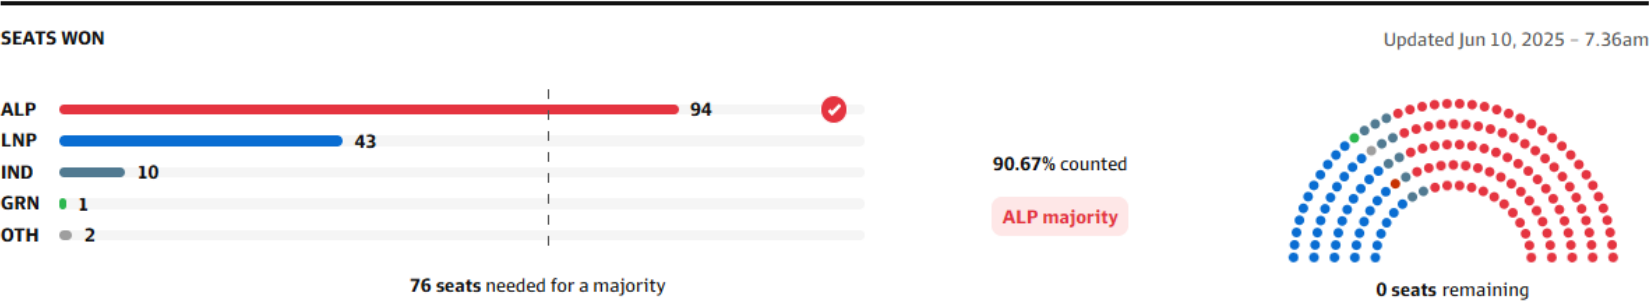 SEATS WON
Updated Jun 10, 2025 – 7.36am
ALP 94
LNP 43
IND 10
GRN 1
OTH 2
76 seats needed for a majority
90.67% counted
ALP majority
0 seats remaining